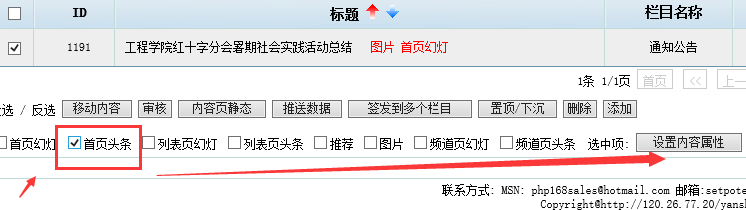 ID 标题 栏目名称
1191 工程学院红十字分会暑期社会实践活动总结 图片 首页幻灯 通知公告
1条 1/1页 首页 << 上一
选 / 反选 移动内容 审核 内容页静态 推送数据 签发到多个栏目 置顶/下沉 删除 添加
首页幻灯 首页头条 列表页幻灯 列表页头条 推荐 图片 频道页幻灯 频道页头条 选中项: 设置内容属性
联系方式: MSN: php168sales@hotmail.com 邮箱:setpote
Copyright@http://120.26.77.20/yansh